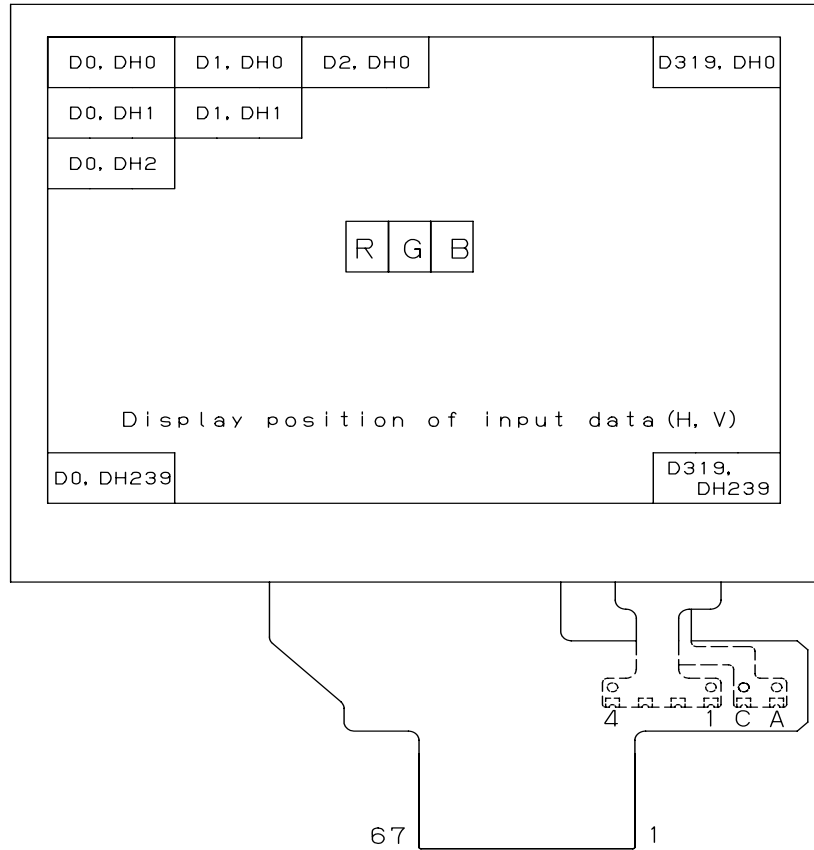 D0, DH0 D1, DH0 D2, DH0 D319, DH0
D0, DH1 D1, DH1
D0, DH2
R G B
Display position of input data (H, V)
D0, DH239 D319,
DH239
4 1 C A
67 1